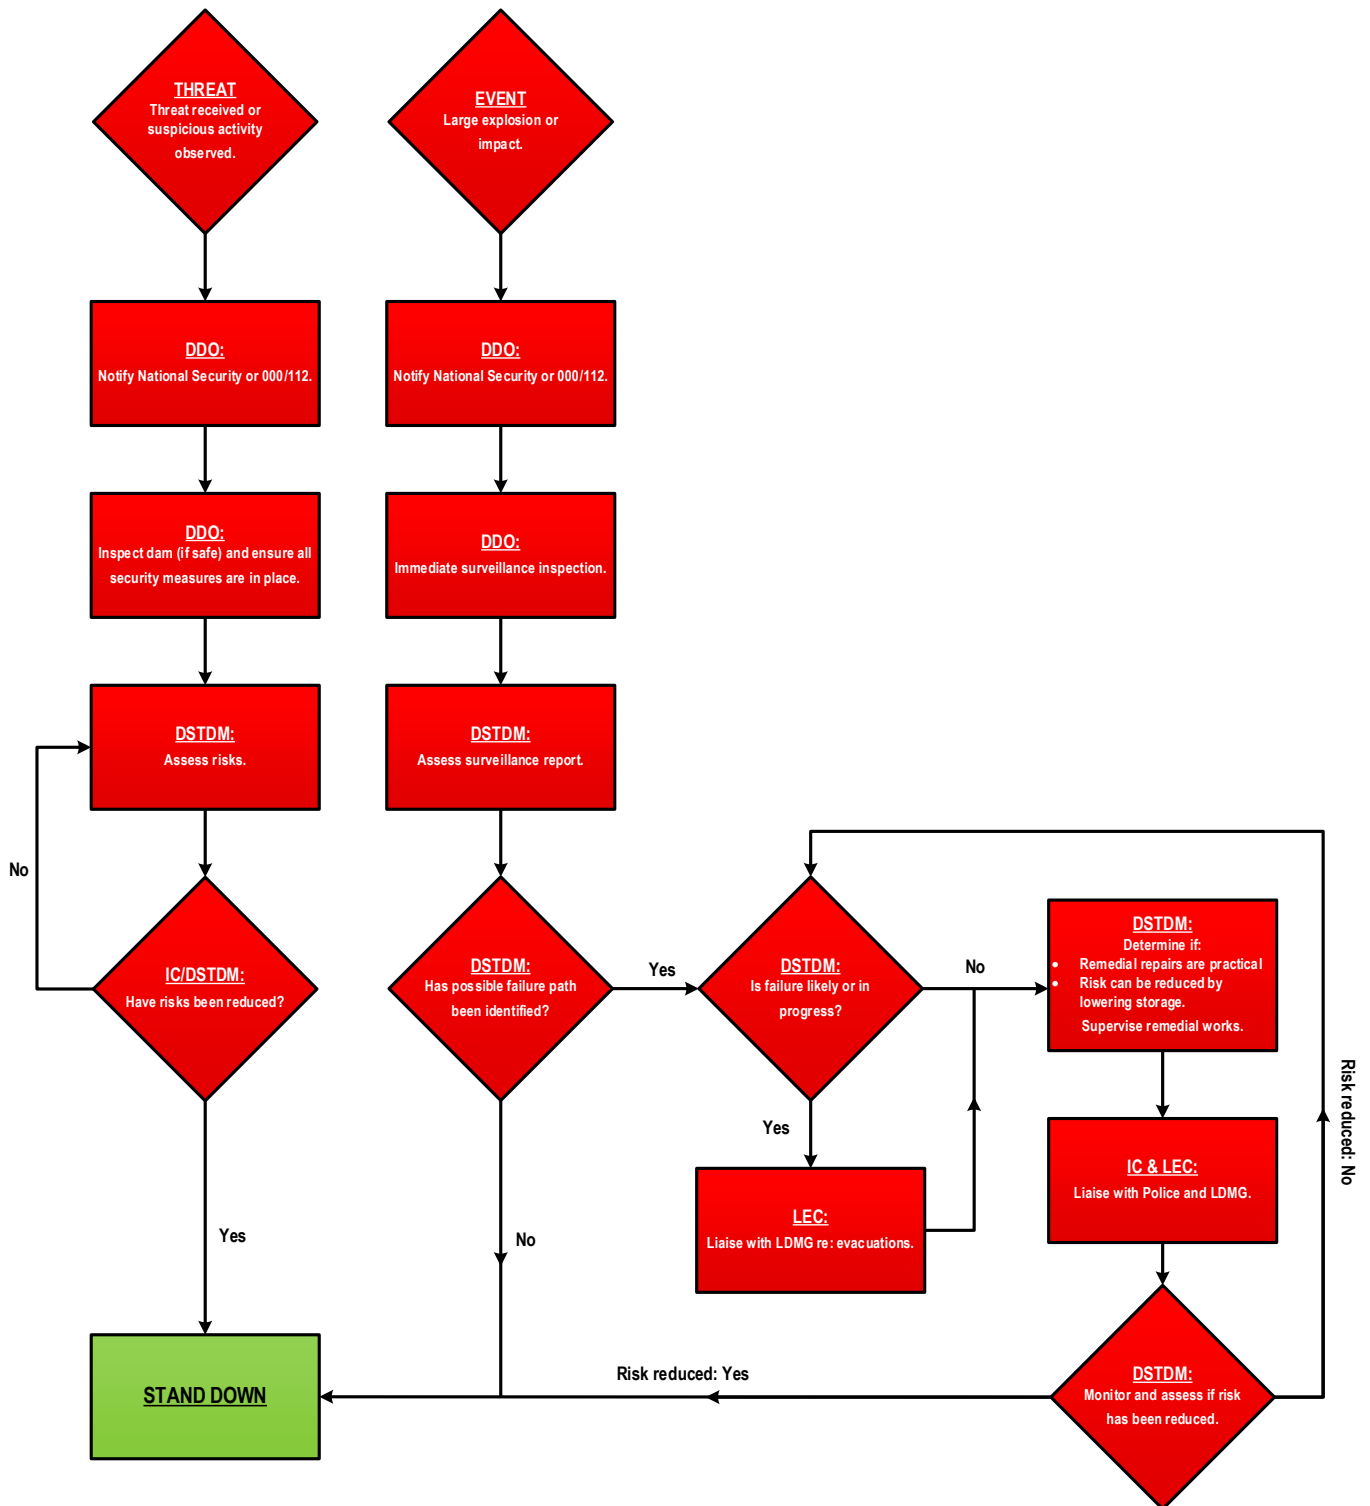 THREAT
Threat received or
suspicious activity
observed.
EVENT
Large explosion or
impact.
DDO:
Notify National Security or 000/112.
DDO:
Notify National Security or 000/112.
DDO:
Inspect dam (if safe) and ensure all
security measures are in place.
DDO:
Immediate surveillance inspection.
DSTDM:
Assess risks.
DSTDM:
Assess surveillance report.
No
IC/DSTDM:
Have risks been reduced?
DSTDM:
Has possible failure path
been identified?
Yes
DSTDM:
Is failure likely or in
progress?
No
DSTDM:
Determine if:
• Remedial repairs are practical
• Risk can be reduced by
lowering storage.
Supervise remedial works.
Risk reduced: No
Yes
IC & LEC:
Liaise with Police and LDMG.
LEC:
Liaise with LDMG re: evacuations.
Yes
No
STAND DOWN
Risk reduced: Yes
DSTDM:
Monitor and assess if risk
has been reduced.